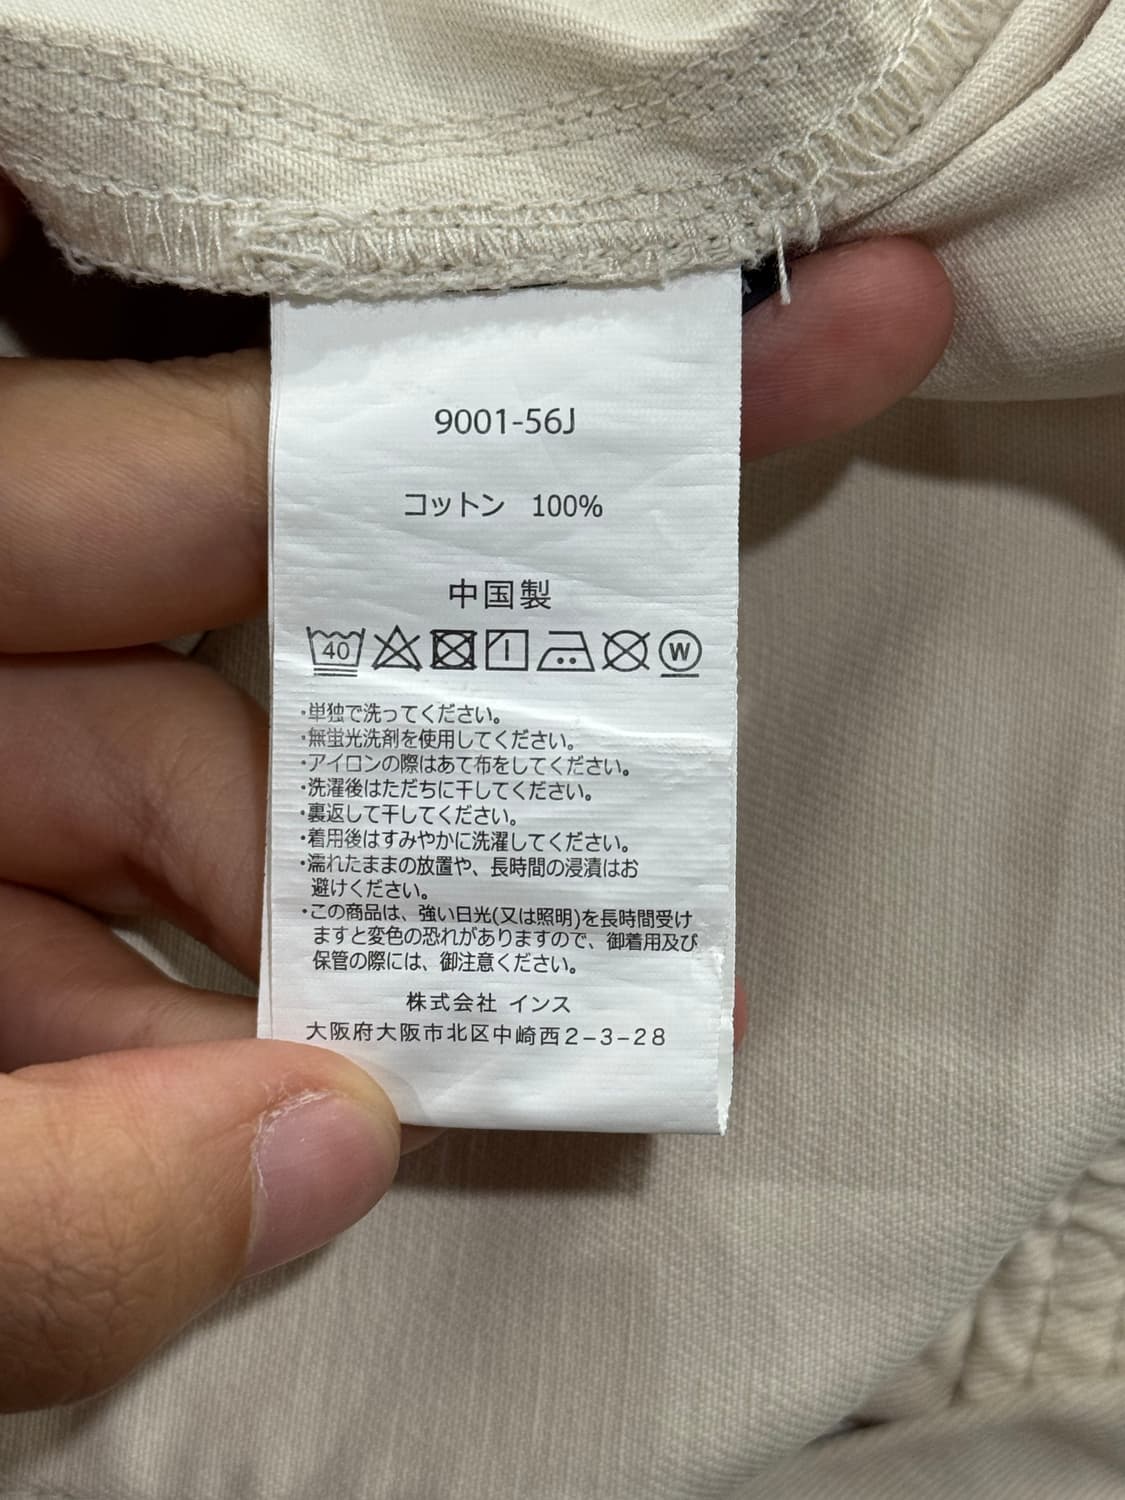 9001-56J
コットン 100%
中国製
40 W
・単独で洗ってください。
・無蛍光洗剤を使用してください。
・アイロンの際はあて布をしてください。
・洗濯後はただちに干してください。
・裏返して干してください。
・着用後はすみやかに洗濯してください。
・濡れたままの放置や、長時間の浸漬はお
避けください。
・この商品は、強い日光(又は照明)を長時間受け
ますと変色の恐れがありますので、御着用及び
保管の際には、御注意ください。
株式会社 インス
大阪府大阪市北区中崎西2-3-28